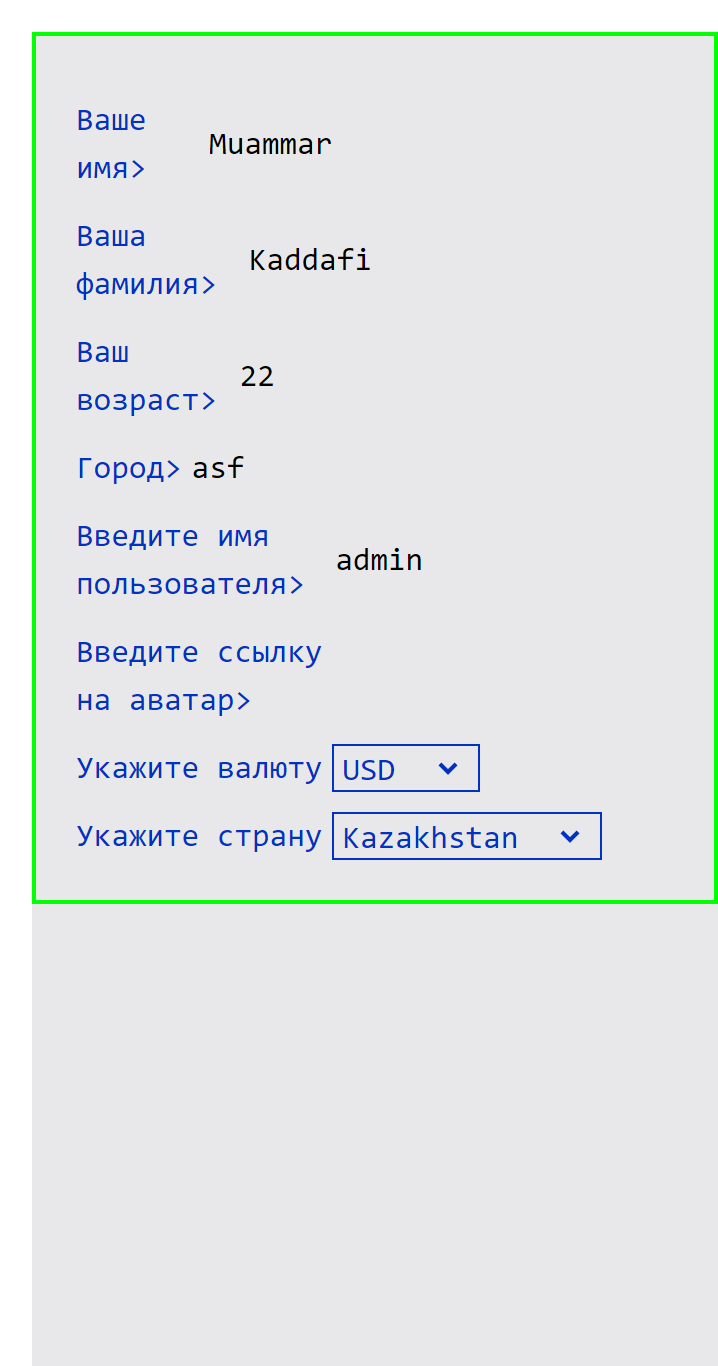 Ваше
имя>
Muammar
Ваша
фамилия>
Kaddafi
Ваш
возраст>
22
Город> asf
Введите имя
пользователя>
admin
Введите ссылку
на аватар>
Укажите валюту USD
Укажите страну Kazakhstan